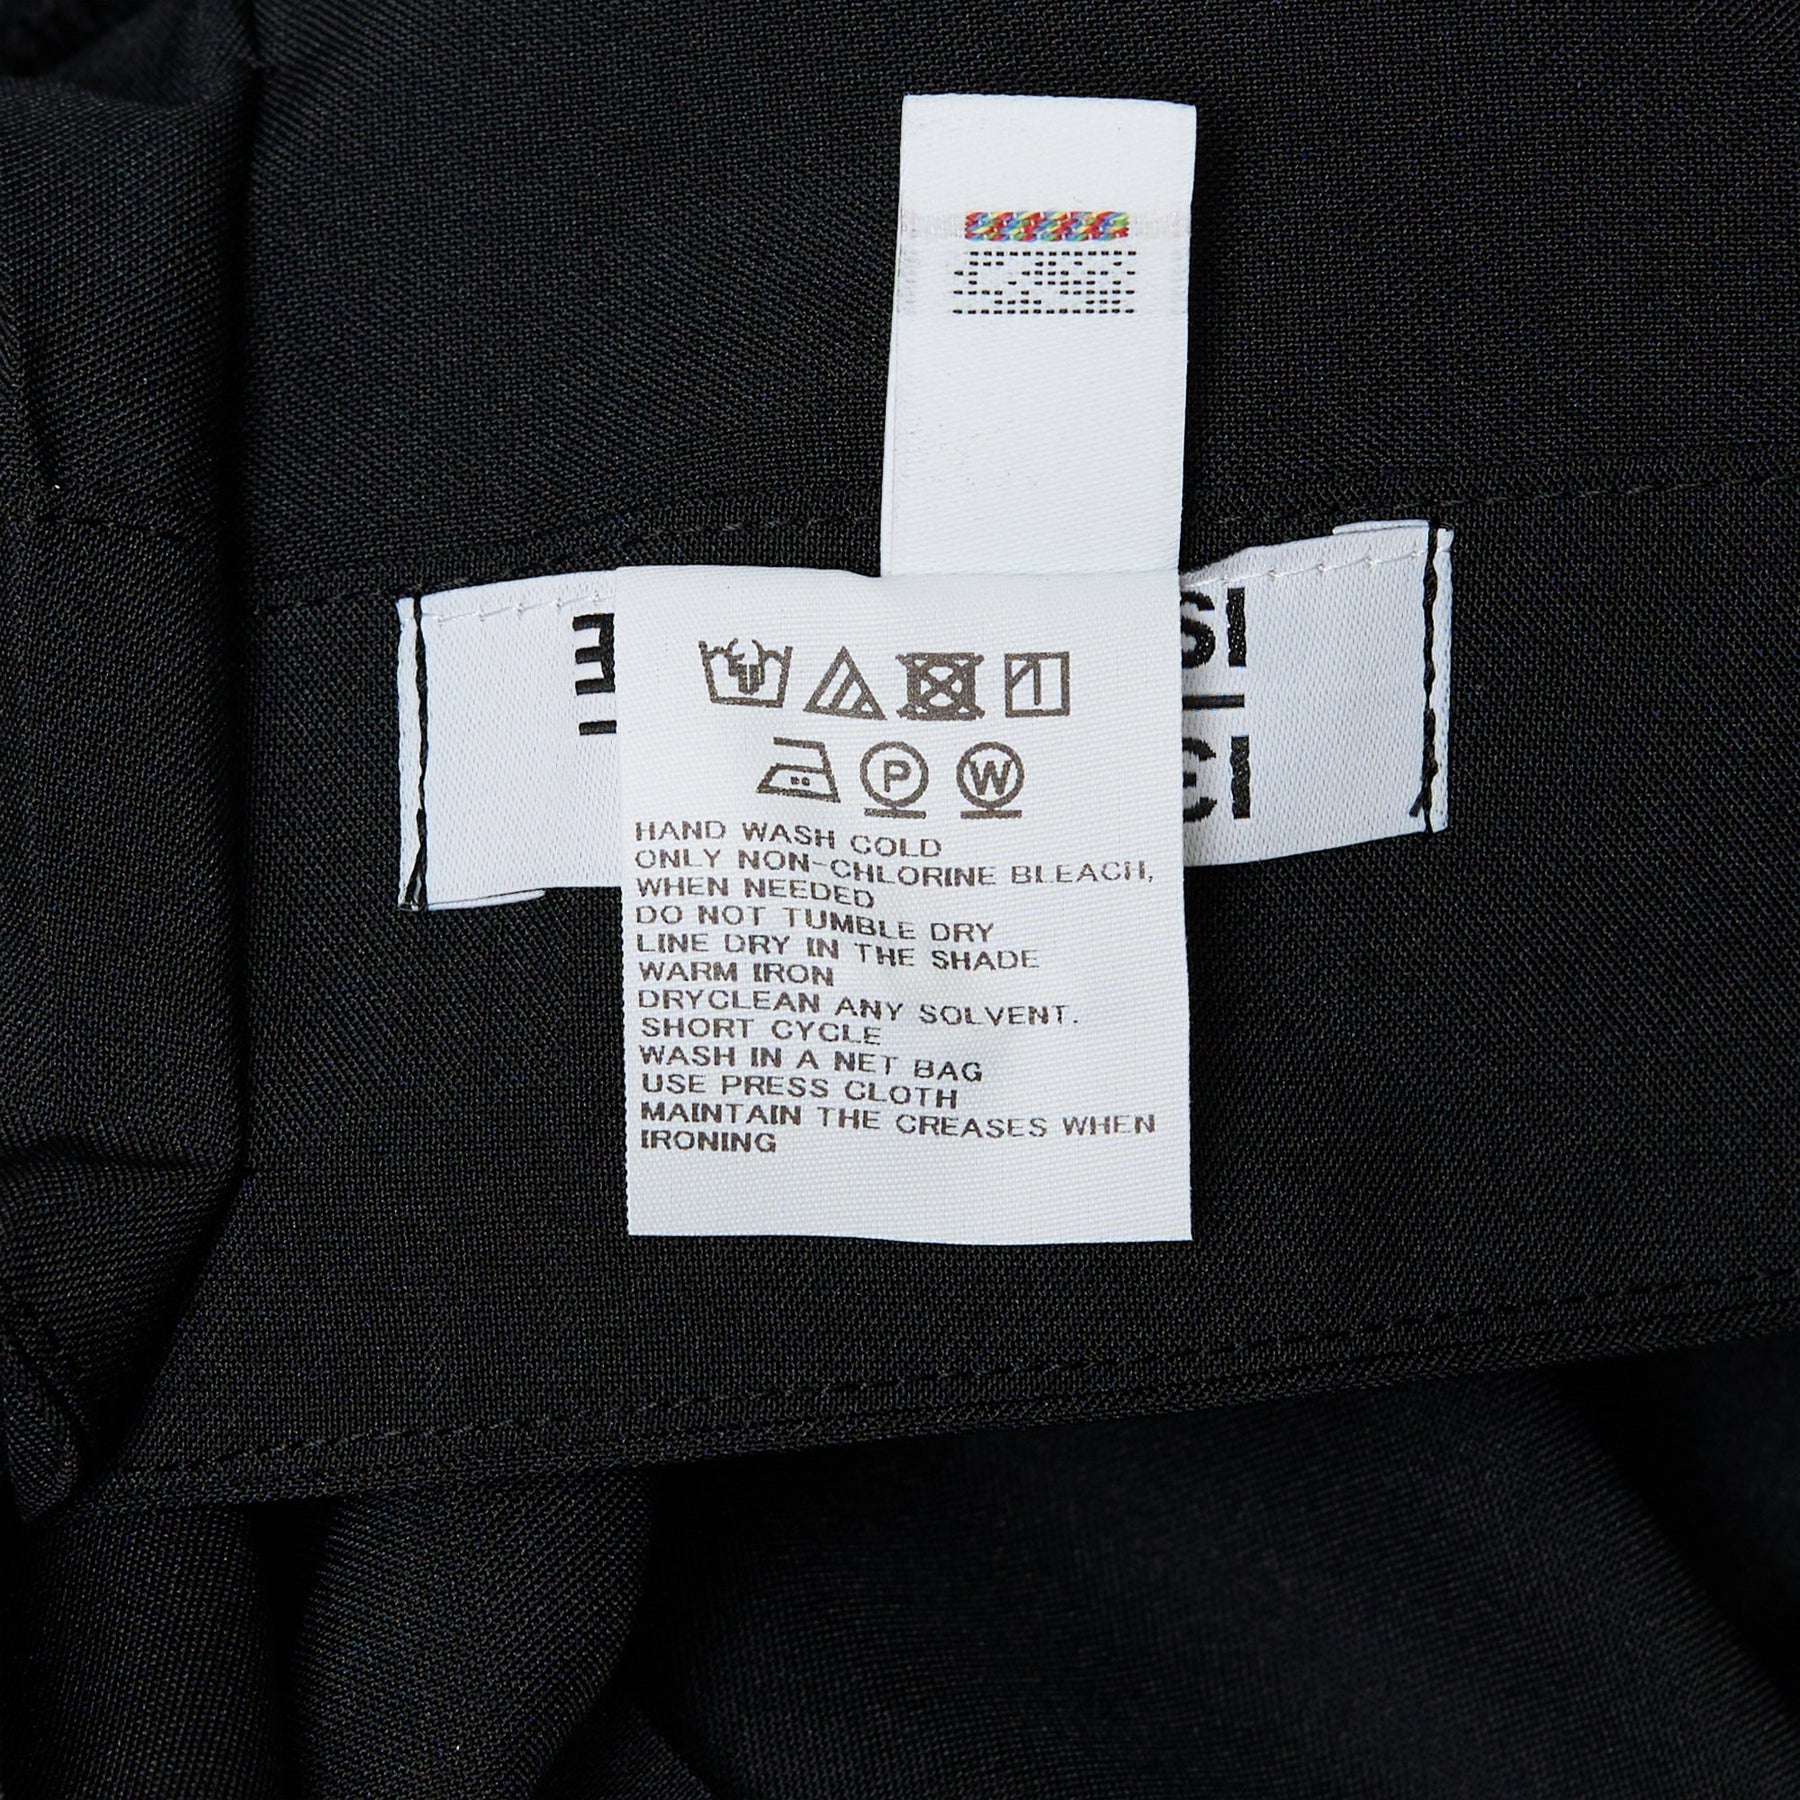 P W
HAND WASH COLD
ONLY NON-CHLORINE BLEACH,
WHEN NEEDED
DO NOT TUMBLE DRY
LINE DRY IN THE SHADE
WARM IRON
DRYCLEAN ANY SOLVENT.
SHORT CYCLE
WASH IN A NET BAG
USE PRESS CLOTH
MAINTAIN THE CREASES WHEN
IRONING